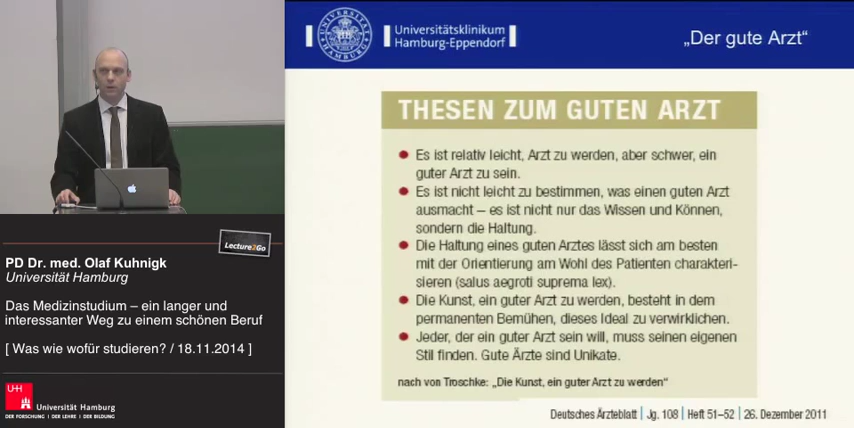 Universitätsklinikum
Hamburg-Eppendorf
„Der gute Arzt“
THESEN ZUM GUTEN ARZT
Es ist relativ leicht, Arzt zu werden, aber schwer, ein
guter Arzt zu sein.
Es ist nicht leicht zu bestimmen, was einen guten Arzt
ausmacht – es ist nicht nur das Wissen und Können,
sondern die Haltung.
Die Haltung eines guten Arztes lässt sich am besten
mit der Orientierung am Wohl des Patienten charakteri-
sieren (salus aegroti suprema lex).
Die Kunst, ein guter Arzt zu werden, besteht in dem
permanenten Bemühen, dieses Ideal zu verwirklichen.
Jeder, der ein guter Arzt sein will, muss seinen eigenen
Stil finden. Gute Ärzte sind Unikate.
nach von Troschke: „Die Kunst, ein guter Arzt zu werden“
Deutsches Ärzteblatt | Jg. 108 | Heft 51–52 | 26. Dezember 2011
Lecture2Go
PD Dr. med. Olaf Kuhnigk
Universität Hamburg
Das Medizinstudium – ein langer und
interessanter Weg zu einem schönen Beruf
[ Was wie wofür studieren? / 18.11.2014 ]
UH
Universität Hamburg
DER FORSCHUNG | DER LEHRE | DER BILDUNG